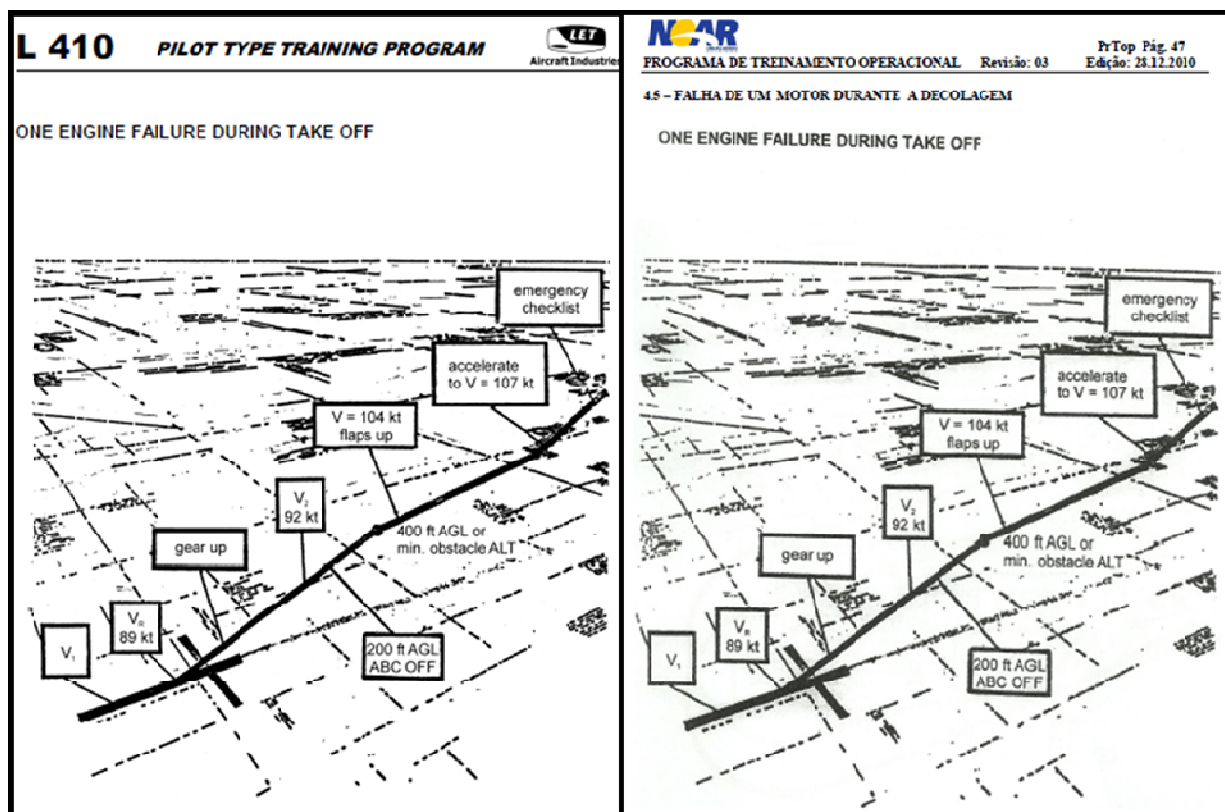 L 410 PILOT TYPE TRAINING PROGRAM
LET
Aircraft Industries
ONE ENGINE FAILURE DURING TAKE OFF
emergency
checklist
accelerate
to V = 107 kt
V = 104 kt
flaps up
V2
92 kt
400 ft AGL or
min. obstacle ALT
gear up
VR
89 kt
V1
200 ft AGL
ABC OFF
NOAR
LINHAS AÉREAS
PROGRAMA DE TREINAMENTO OPERACIONAL Revisão: 03
PrTop Pág. 47
Edição: 28.12.2010
4.5 – FALHA DE UM MOTOR DURANTE A DECOLAGEM
ONE ENGINE FAILURE DURING TAKE OFF
emergency
checklist
accelerate
to V = 107 kt
V = 104 kt
flaps up
V2
92 kt
400 ft AGL or
min. obstacle ALT
gear up
VR
89 kt
V1
200 ft AGL
ABC OFF